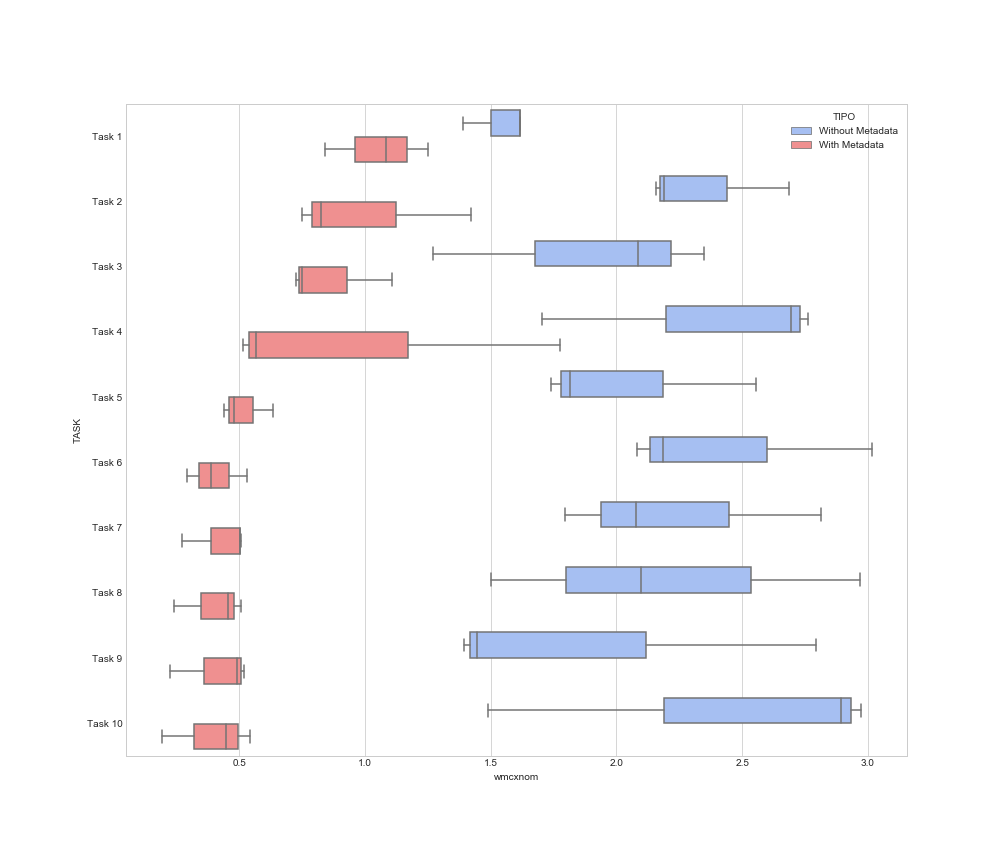 TIPO
Without Metadata
With Metadata
Task 1
Task 2
Task 3
Task 4
Task 5
TASK
Task 6
Task 7
Task 8
Task 9
Task 10
0.5 1.0 1.5 2.0 2.5 3.0
wmcxnom